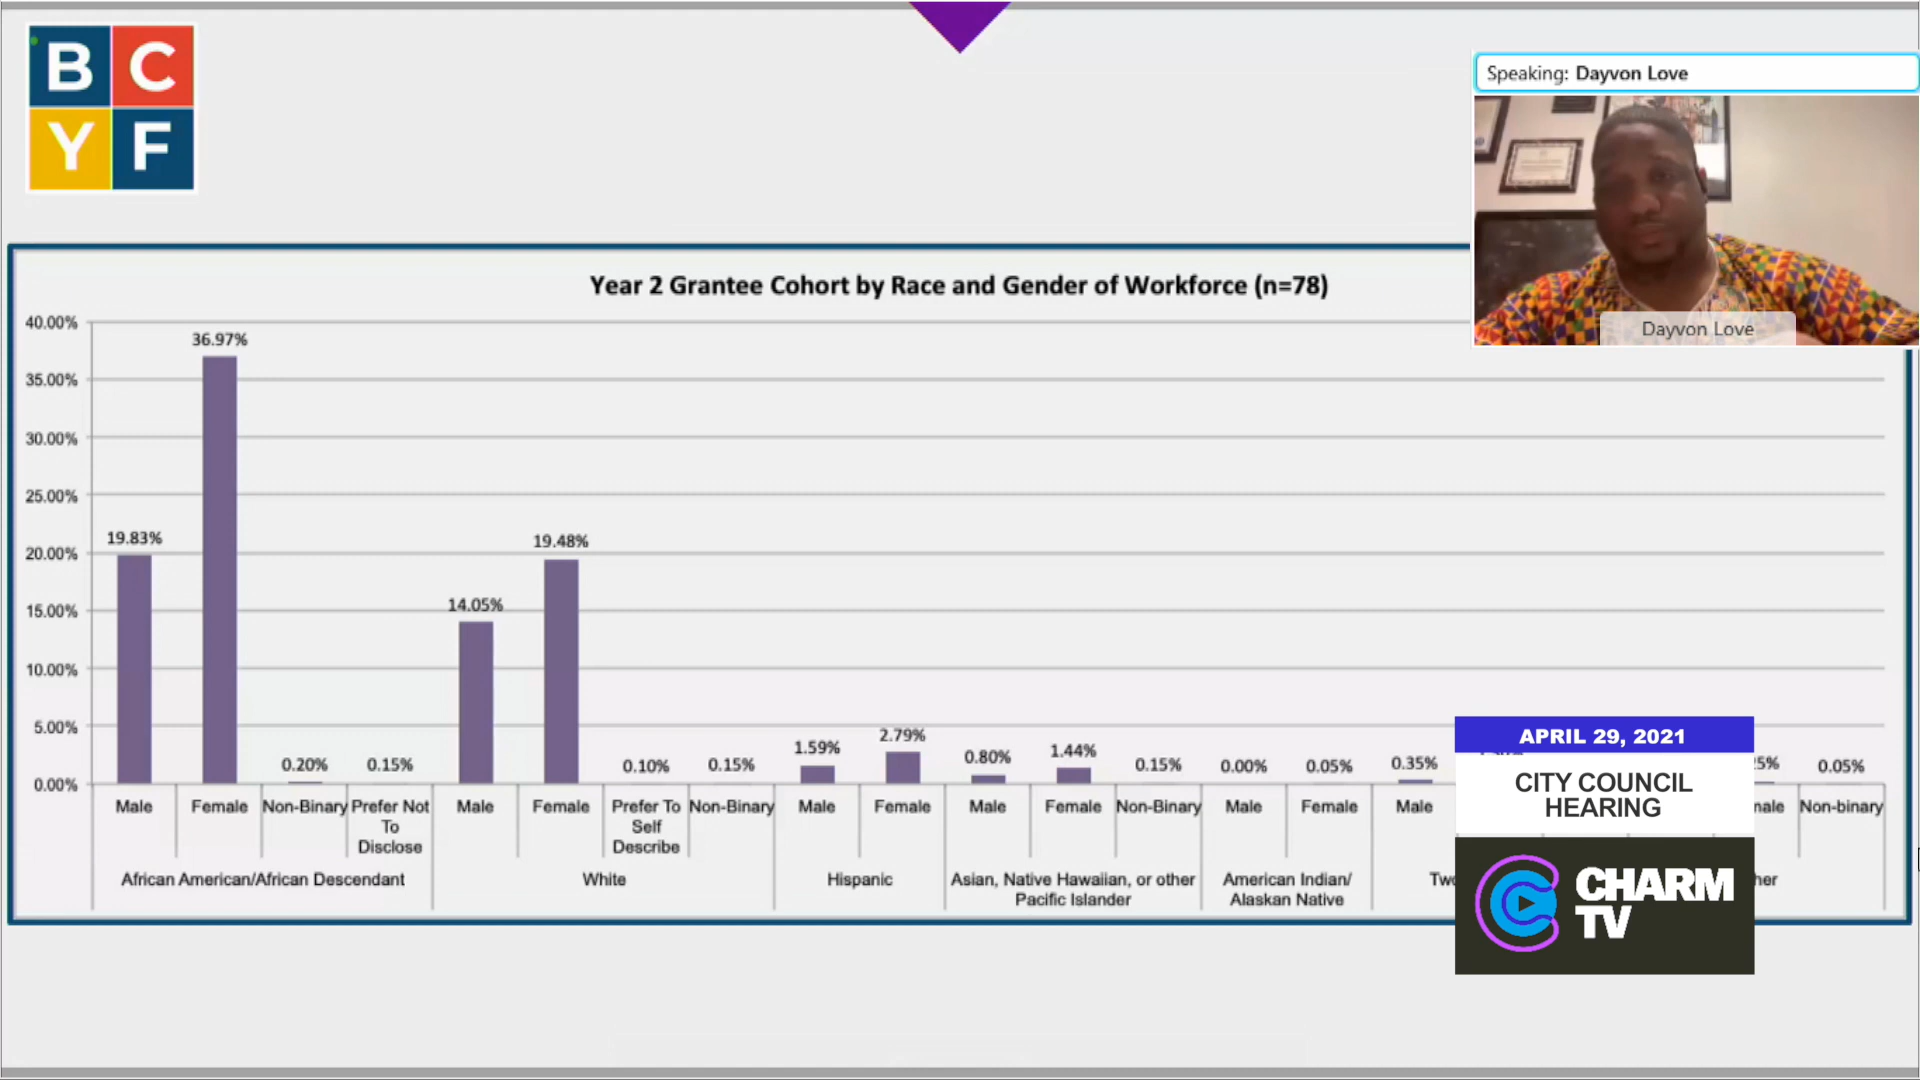 B C
Y F
Speaking: Dayvon Love
Dayvon Love
Year 2 Grantee Cohort by Race and Gender of Workforce (n=78)
40.00%
35.00%
30.00%
25.00%
20.00%
15.00%
10.00%
5.00%
0.00%
19.83%
36.97%
0.20%
0.15%
14.05%
19.48%
0.10%
0.15%
1.59%
2.79%
0.80%
1.44%
0.15%
0.00%
0.05%
0.35%
0.05%
Male Female Non-Binary Prefer Not To Disclose
Male Female Prefer To Self Describe Non-Binary
Male Female
Male Female Non-Binary
Male Female
Male
Non-binary
African American/African Descendant
White
Hispanic
Asian, Native Hawaiian, or other
Pacific Islander
American Indian/
Alaskan Native
APRIL 29, 2021
CITY COUNCIL
HEARING
CHARM
TV